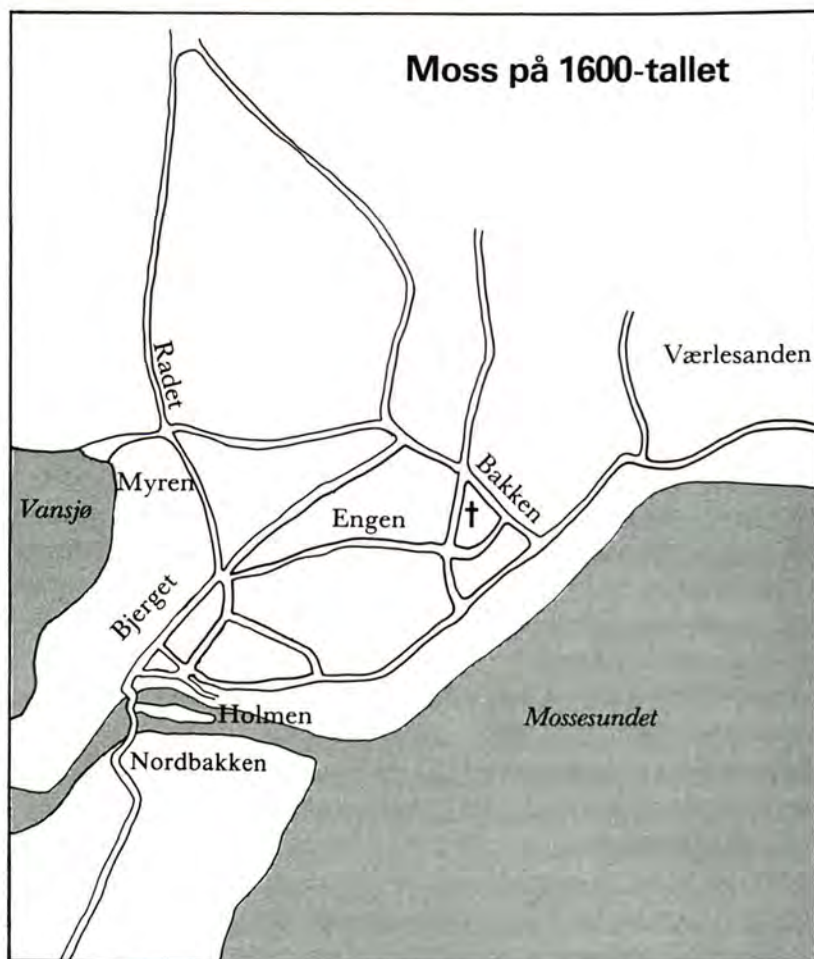 Moss på 1600-tallet
Værlesanden
Radet
Bakken
Myren
Vansjø
Engen
†
Bjerget
Holmen
Mossesundet
Nordbakken